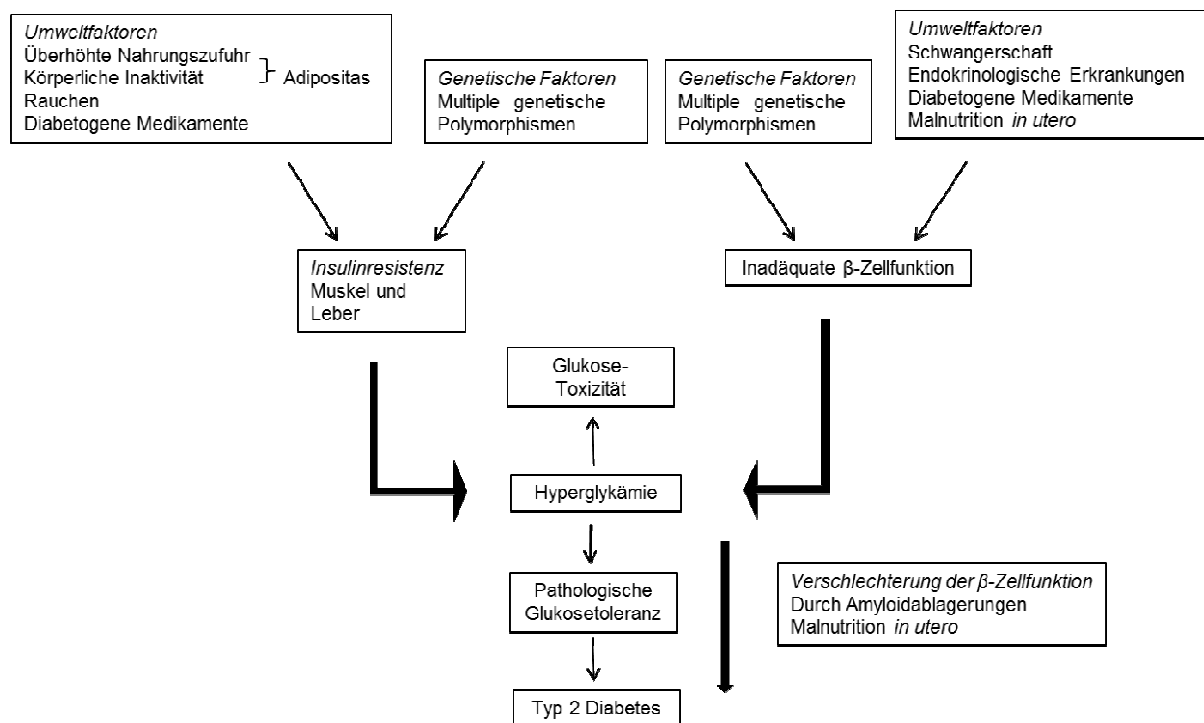 Umweltfaktoren
Überhöhte Nahrungszufuhr
Körperliche Inaktivität
Adipositas
Rauchen
Diabetogene Medikamente
Genetische Faktoren
Multiple genetische
Polymorphismen
Genetische Faktoren
Multiple genetische
Polymorphismen
Umweltfaktoren
Schwangerschaft
Endokrinologische Erkrankungen
Diabetogene Medikamente
Malnutrition in utero
Insulinresistenz
Muskel und
Leber
Inadäquate β-Zellfunktion
Glukose-
Toxizität
Hyperglykämie
Pathologische
Glukosetoleranz
Verschlechterung der β-Zellfunktion
Durch Amyloidablagerungen
Malnutrition in utero
Typ 2 Diabetes